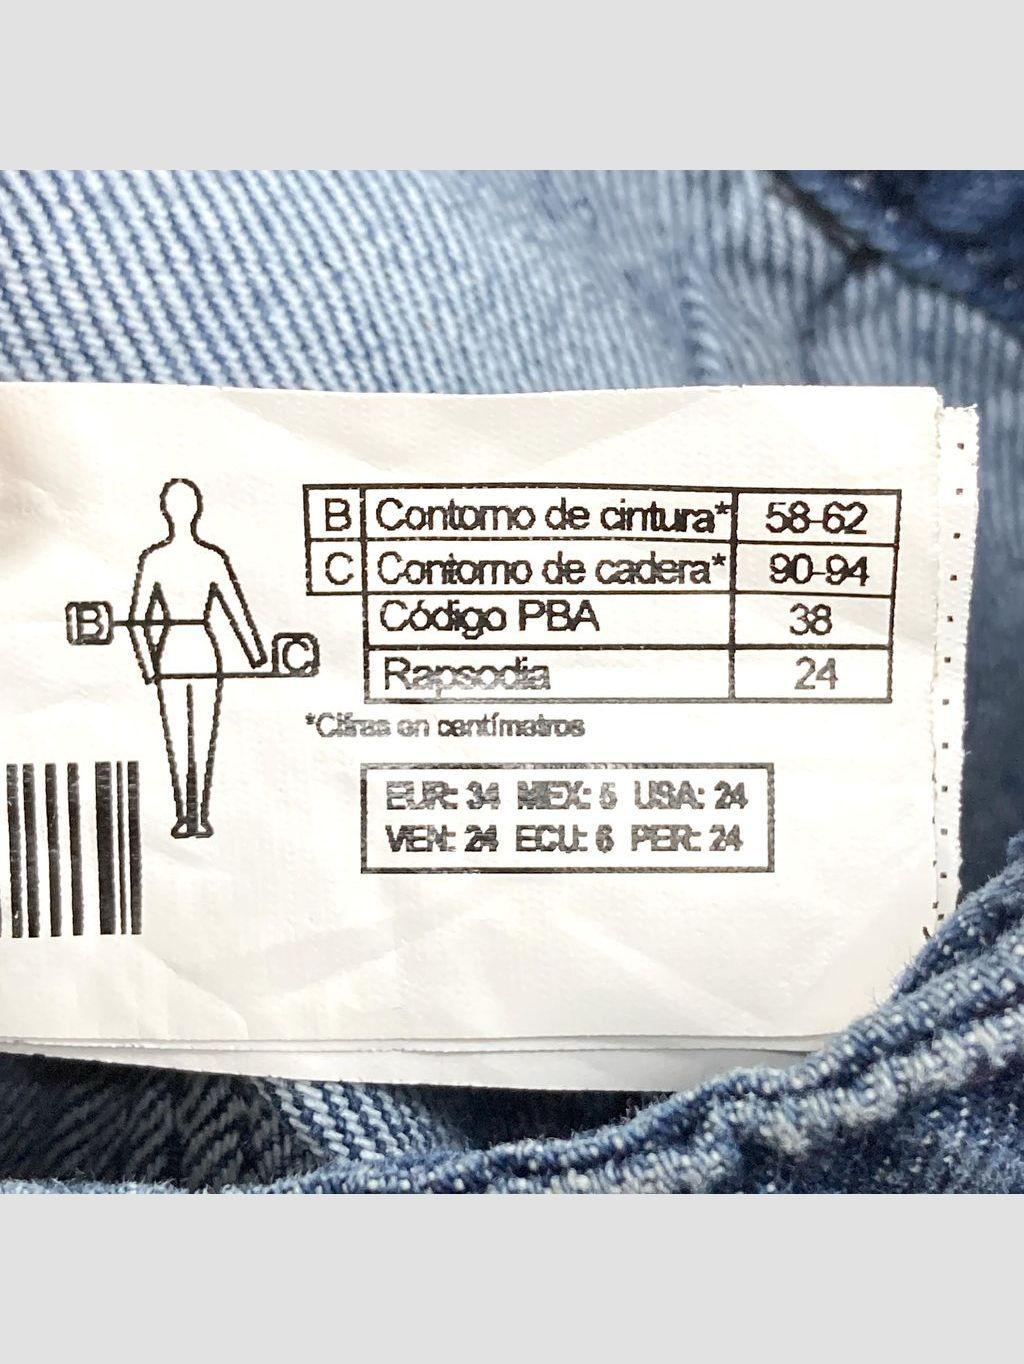 B Contorno de cintura* 58-62
C Contorno de cadera* 90-94
Código PBA 38
Rapsodia 24
*Cifras en centímetros
B
C
EUR: 34 MEX: 6 USA: 24
VEN: 24 ECU: 6 PER: 24